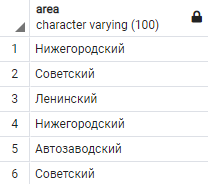 area
character varying (100)
1 Нижегородский
2 Советский
3 Ленинский
4 Нижегородский
5 Автозаводский
6 Советский